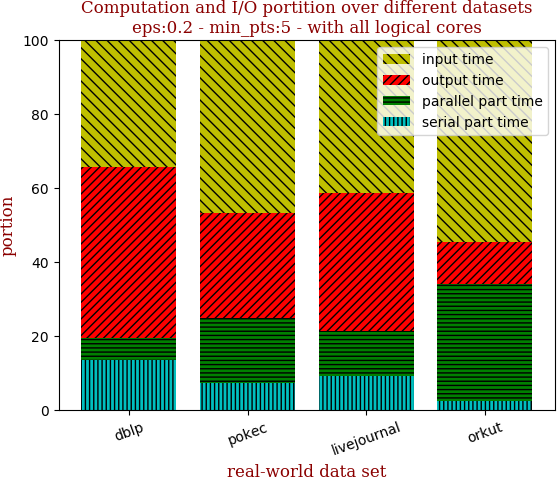 Computation and I/O portition over different datasets
eps:0.2 - min_pts:5 - with all logical cores
input time
output time
parallel part time
serial part time
100
80
60
40
20
0
portion
dblp
pokec
livejournal
orkut
real-world data set